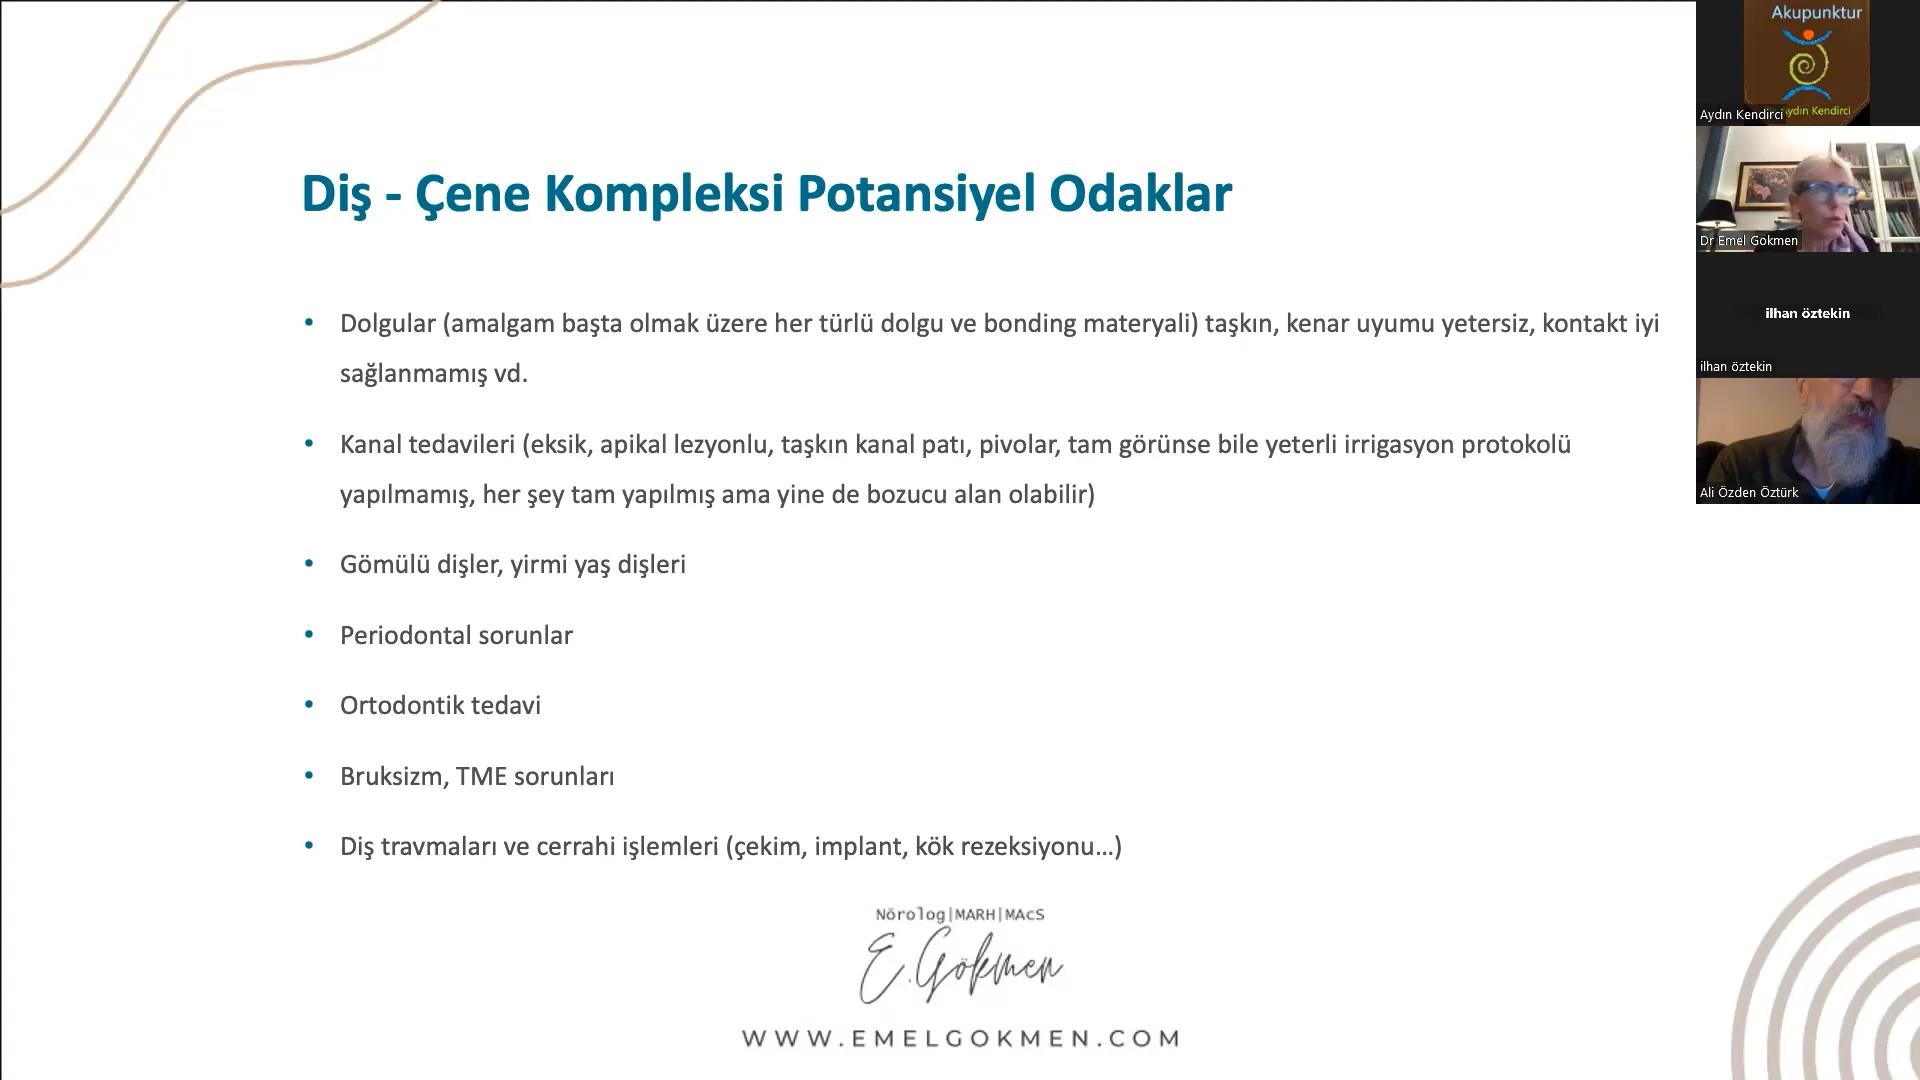 Diş - Çene Kompleksi Potansiyel Odaklar
• Dolgular (amalgam başta olmak üzere her türlü dolgu ve bonding materyali) taşkın, kenar uyumu yetersiz, kontakt iyi
sağlanmamış vd.
• Kanal tedavileri (eksik, apikal lezyonlu, taşkın kanal patı, pivolar, tam görünse bile yeterli irrigasyon protokolü
yapılmamış, her şey tam yapılmış ama yine de bozucu alan olabilir)
• Gömülü dişler, yirmi yaş dişleri
• Periodontal sorunlar
• Ortodontik tedavi
• Bruksizm, TME sorunları
• Diş travmaları ve cerrahi işlemleri (çekim, implant, kök rezeksiyonu...)
Nörolog|MARH|MAcS
E.Gökmen
WWW.EMELGOKMEN.COM
Akupunktur
Aydın Kendirci
Aydın Kendirci
Dr Emel Gokmen
ilhan öztekin
ilhan öztekin
Ali Özden Öztürk